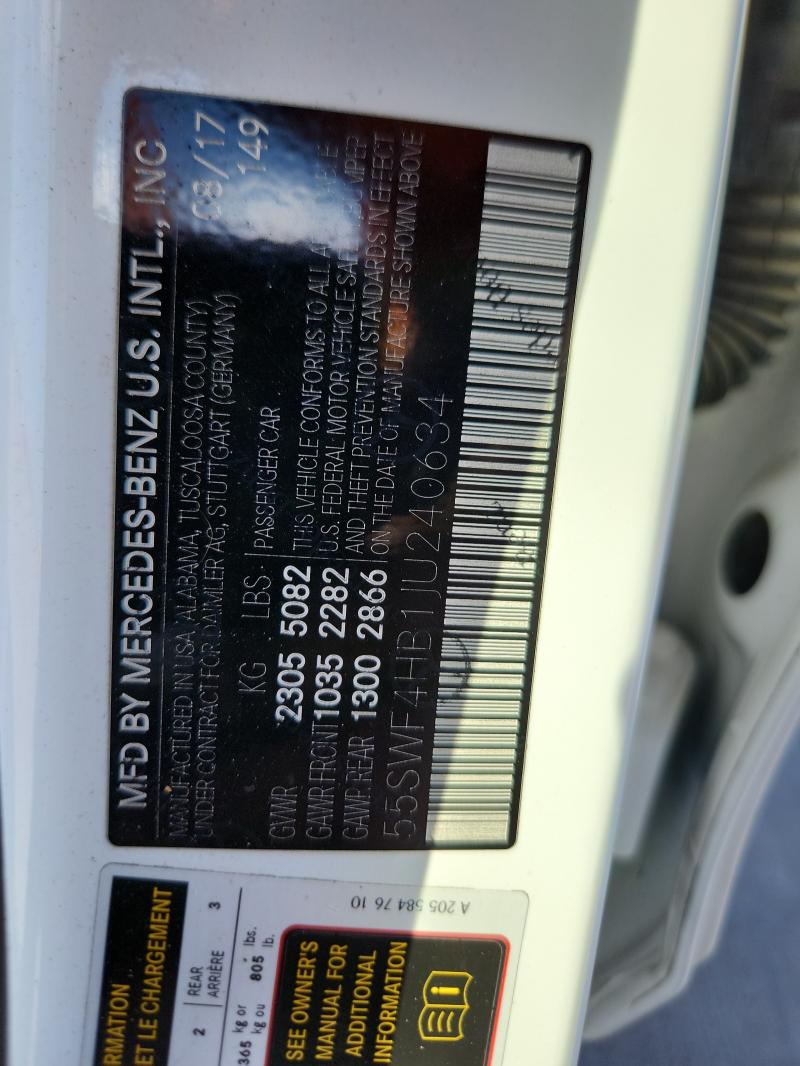 MFD BY MERCEDES-BENZ U.S. INTL., INC
MANUFACTURED IN USA, ALABAMA, TUSCALOOSA COUNTY)
UNDER CONTRACT FOR DAIMLER AG, STUTTGART (GERMANY)
08/17
149
KG LBS PASSENGER CAR
GVWR 2305 5082 THIS VEHICLE CONFORMS TO ALL
GAWR FRONT 1035 2282 U.S. FEDERAL MOTOR VEHICLE
GAWR REAR 1300 2866 AND THEFT PREVENTION STANDARDS IN EFFECT
ON THE DATE OF MANUFACTURE SHOWN ABOVE
55SWF4HB1JU240634
ET LE CHARGEMENT
2 REAR 3
ARRIÈRE
365 kg or 805 lbs.
kg ou lb.
SEE OWNER'S
MANUAL FOR
ADDITIONAL
INFORMATION
A 205 584 76 10